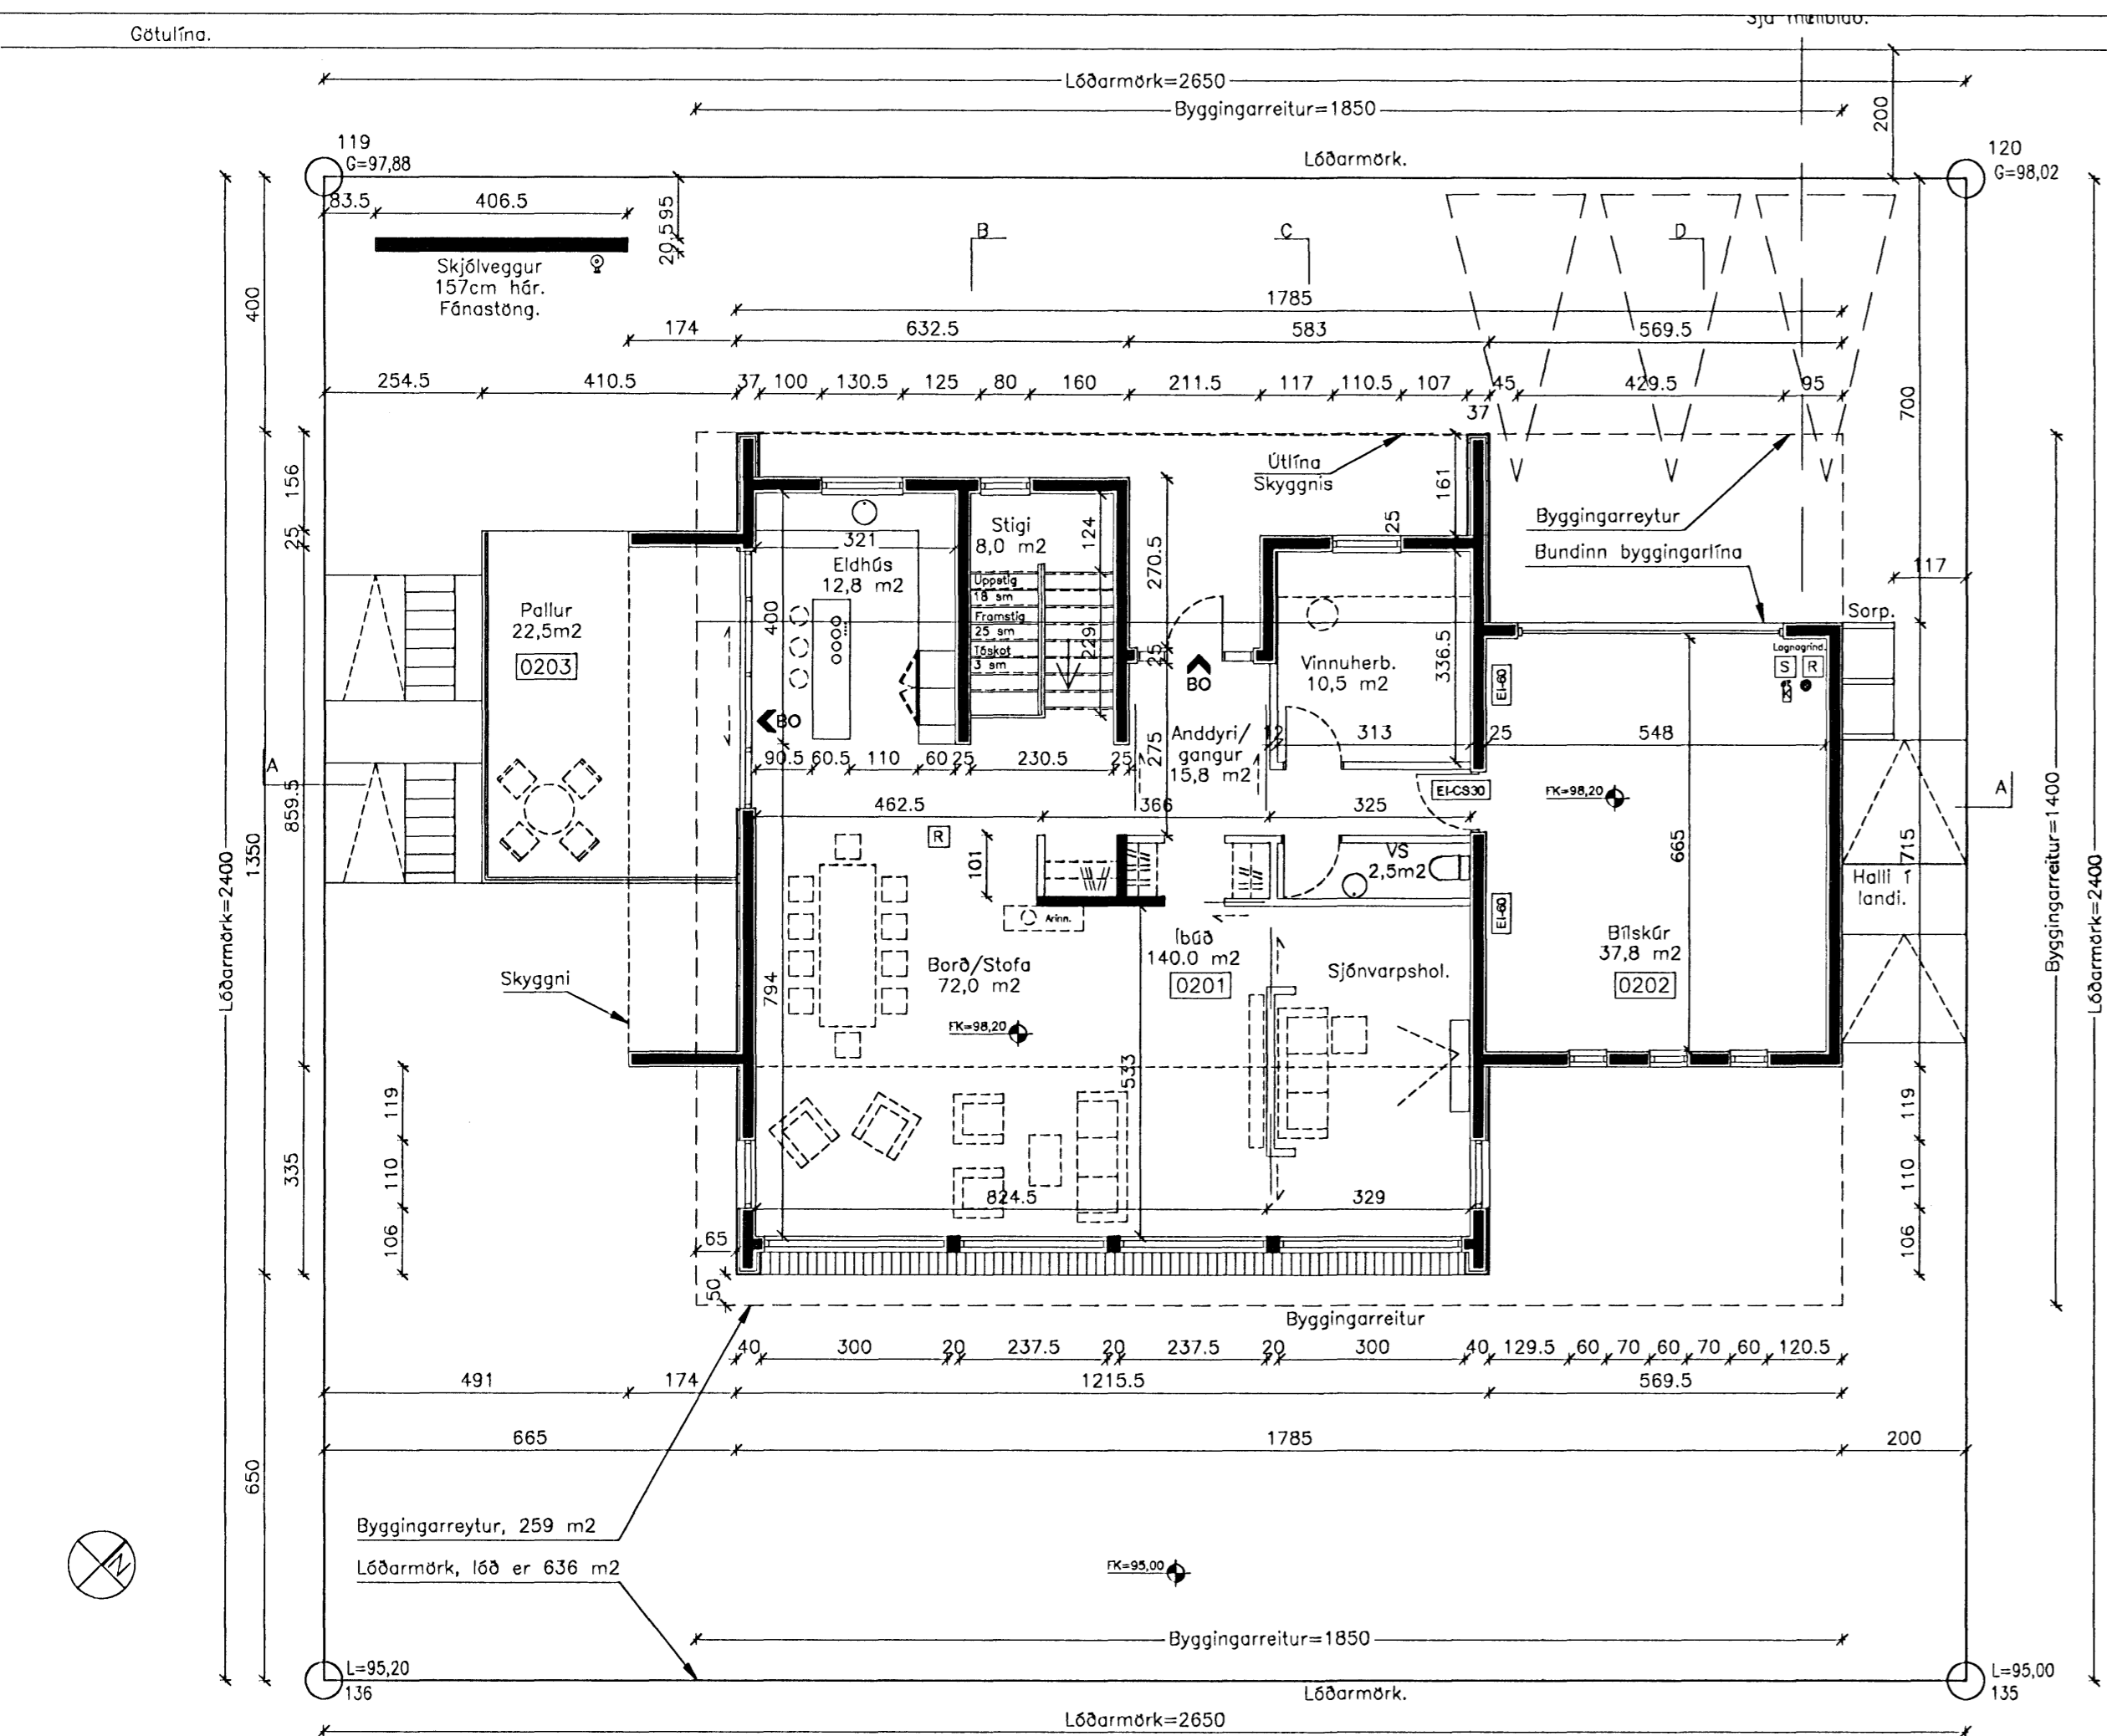 Götulína.
Lóðarmörk=2650
Byggingarreitur=1850
200
119
G=97,88
Lóðarmörk.
120
G=98,02
83.5
406.5
595
20.5
Skjólveggur
157cm hár.
Fánastöng.
B
C
D
1785
174
632.5
583
569.5
254.5
410.5
37
100
130.5
125
80
160
211.5
117
110.5
107
45
429.5
95
37
400
700
156
25
Útlína
Skyggnis
161
25
Byggingarreytur
Bundinn byggingarlína
117
Sorp.
Stigi
8,0 m2
124
270.5
321
Eldhús
12,8 m2
400
Uppstig
18 sm
Framstig
25 sm
Táskot
3 sm
229
25
BO
Vinnuherb.
10,5 m2
336.5
EI-60
Lagnagrind.
S
R
Pallur
22,5m2
0203
BO
Anddyri/
gangur
15,8 m2
275
12
313
25
548
90.5
60.5
110
60
25
230.5
25
A
A
EI-CS30
FK=98,20
462.5
366
325
665
715
859.5
1350
Lóðarmörk=2400
Byggingarreitur=1400
Lóðarmörk=2400
R
101
VS
2,5m2
EI-60
Halli í
landi.
Arinn.
Íbúð
140.0 m2
0201
Borð/Stofa
72,0 m2
Sjónvarpshol.
Bílskúr
37,8 m2
0202
Skyggni
794
FK=98,20
533
119
110
106
335
119
110
106
824.5
329
65
50
Byggingarreitur
40
300
20
237.5
20
237.5
20
300
40
129.5
60
70
60
70
60
120.5
491
174
1215.5
569.5
665
1785
200
650
Byggingarreytur, 259 m2
Lóðarmörk, lóð er 636 m2
N
FK=95,00
Byggingarreitur=1850
L=95,20
136
Lóðarmörk.
L=95,00
135
Lóðarmörk=2650